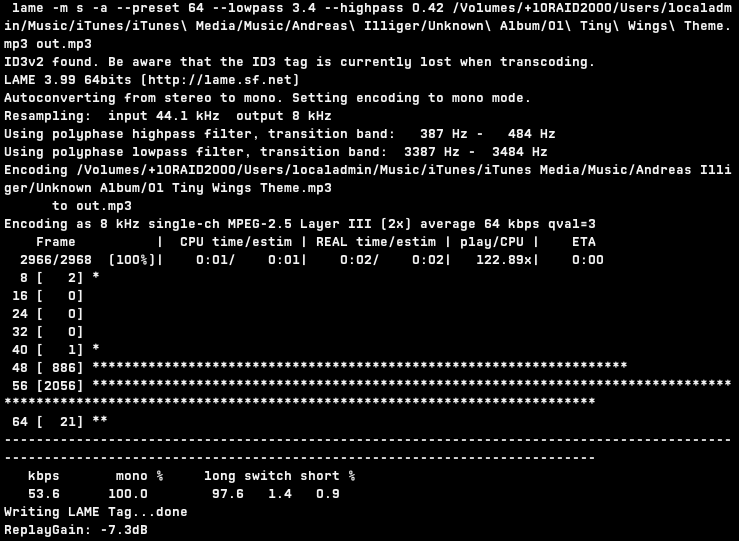 lame -m s -a --preset 64 --lowpass 3.4 --highpass 0.42 /Volumes/+10RAID2000/Users/localadm
in/Music/iTunes/iTunes\ Media/Music/Andreas\ Illiger/Unknown\ Album/01\ Tiny\ Wings\ Theme.
mp3 out.mp3
ID3v2 found. Be aware that the ID3 tag is currently lost when transcoding.
LAME 3.99 64bits (http://lame.sf.net)
Autoconverting from stereo to mono. Setting encoding to mono mode.
Resampling:  input 44.1 kHz  output 8 kHz
Using polyphase highpass filter, transition band:   387 Hz -   484 Hz
Using polyphase lowpass filter, transition band:  3387 Hz -  3484 Hz
Encoding /Volumes/+10RAID2000/Users/localadmin/Music/iTunes/iTunes Media/Music/Andreas Illi
ger/Unknown Album/01 Tiny Wings Theme.mp3
      to out.mp3
Encoding as 8 kHz single-ch MPEG-2.5 Layer III (2x) average 64 kbps qval=3
    Frame          |  CPU time/estim | REAL time/estim | play/CPU |    ETA
  2966/2968  (100%)|    0:01/    0:01|    0:02/    0:02|   122.89x|    0:00
  8 [   2] *
 16 [   0]
 24 [   0]
 32 [   0]
 40 [   1] *
 48 [ 886] *******************************************************************
 56 [2056] ********************************************************************************
**************************************************************************
 64 [  21] **
-------------------------------------------------------------------------------------------
--------------------------------------------------------------------------
   kbps       mono %     long switch short %
   53.6      100.0        97.6   1.4   0.9
Writing LAME Tag...done
ReplayGain: -7.3dB